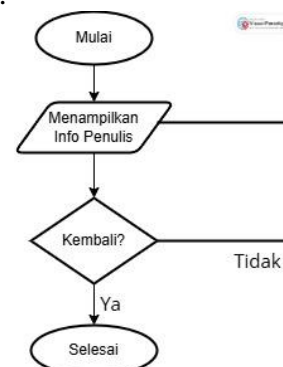 Mulai
Menampilkan
Info Penulis
Kembali?
Tidak
Ya
Selesai